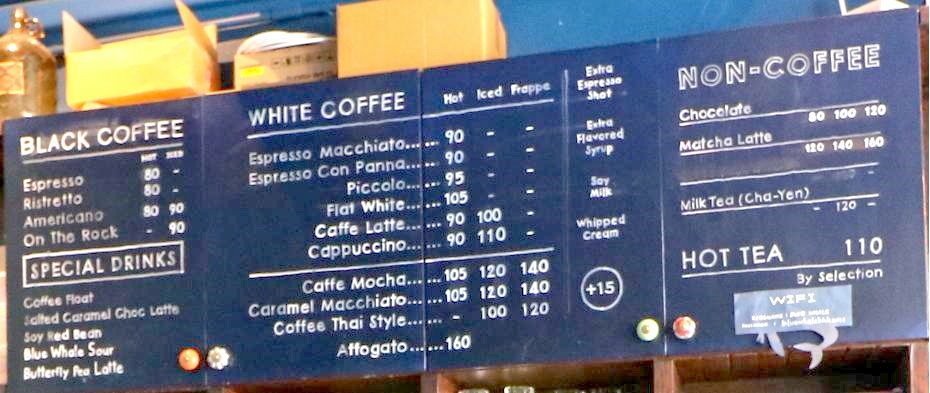 BLACK COFFEE
HOT ICED
Espresso 80 -
Ristretto 80 -
Americano 80 90
On The Rock - 90
SPECIAL DRINKS
Coffee Float
Salted Caramel Choc Latte
Soy Red Bean
Blue Whale Sour
Butterfly Pea Latte
WHITE COFFEE Hot Iced Frappe
Espresso Macchiato...... 90 - -
Espresso Con Panna...... 90 - -
Piccolo...... 95 - -
Flat White...... 105 - -
Caffe Latte...... 90 100 -
Cappuccino...... 90 110 -
Caffe Mocha...... 105 120 140
Caramel Macchiato...... 105 120 140
Coffee Thai Style...... - 100 120
Affogato......160
Extra
Espresso
Shot
Extra
Flavored
Syrup
Soy
Milk
Whipped
Cream
+15
NON-COFFEE
Chocolate 80 100 120
Matcha Latte 120 140 160
Milk Tea (Cha-Yen) - 120 -
HOT TEA 110
By Selection
WIFI